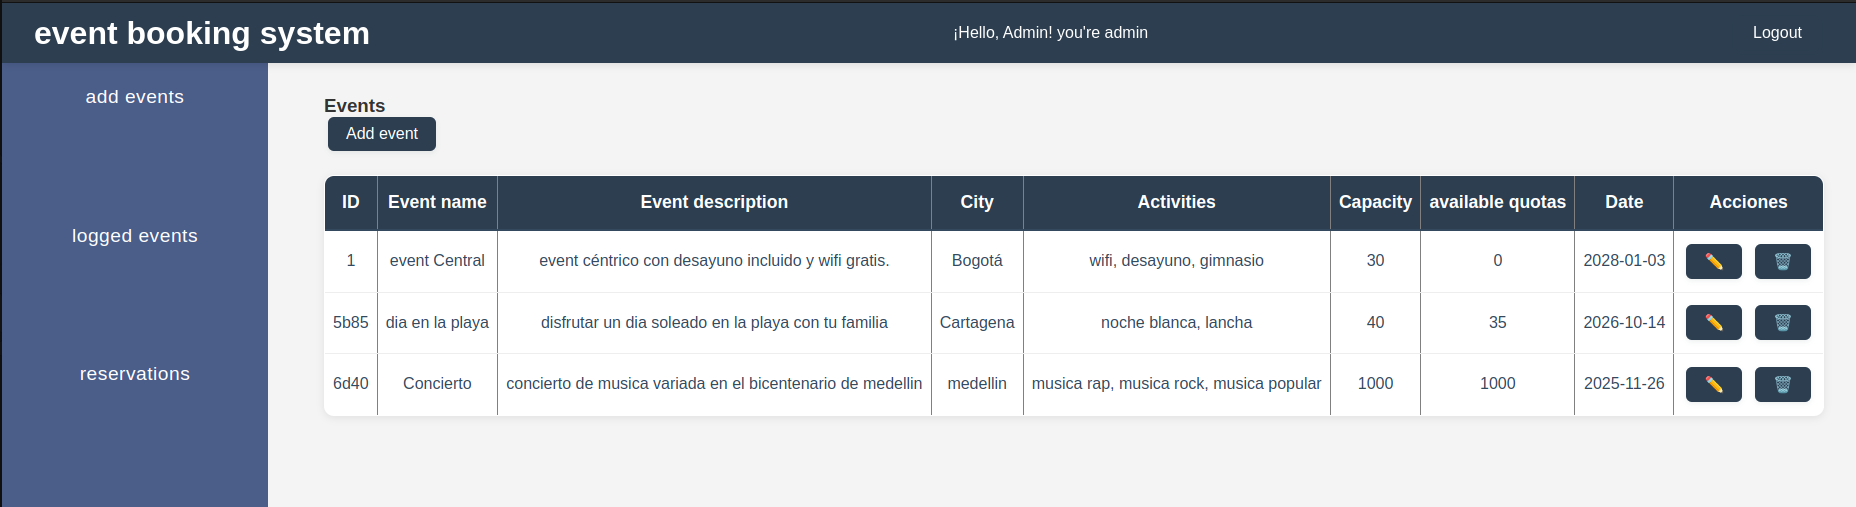 event booking system ¡Hello, Admin! you're admin Logout
add events
logged events
reservations
Events
Add event
ID Event name Event description City Activities Capacity available quotas Date Acciones
1 event Central event céntrico con desayuno incluido y wifi gratis. Bogotá wifi, desayuno, gimnasio 30 0 2028-01-03
5b85 dia en la playa disfrutar un dia soleado en la playa con tu familia Cartagena noche blanca, lancha 40 35 2026-10-14
6d40 Concierto concierto de musica variada en el bicentenario de medellin medellin musica rap, musica rock, musica popular 1000 1000 2025-11-26